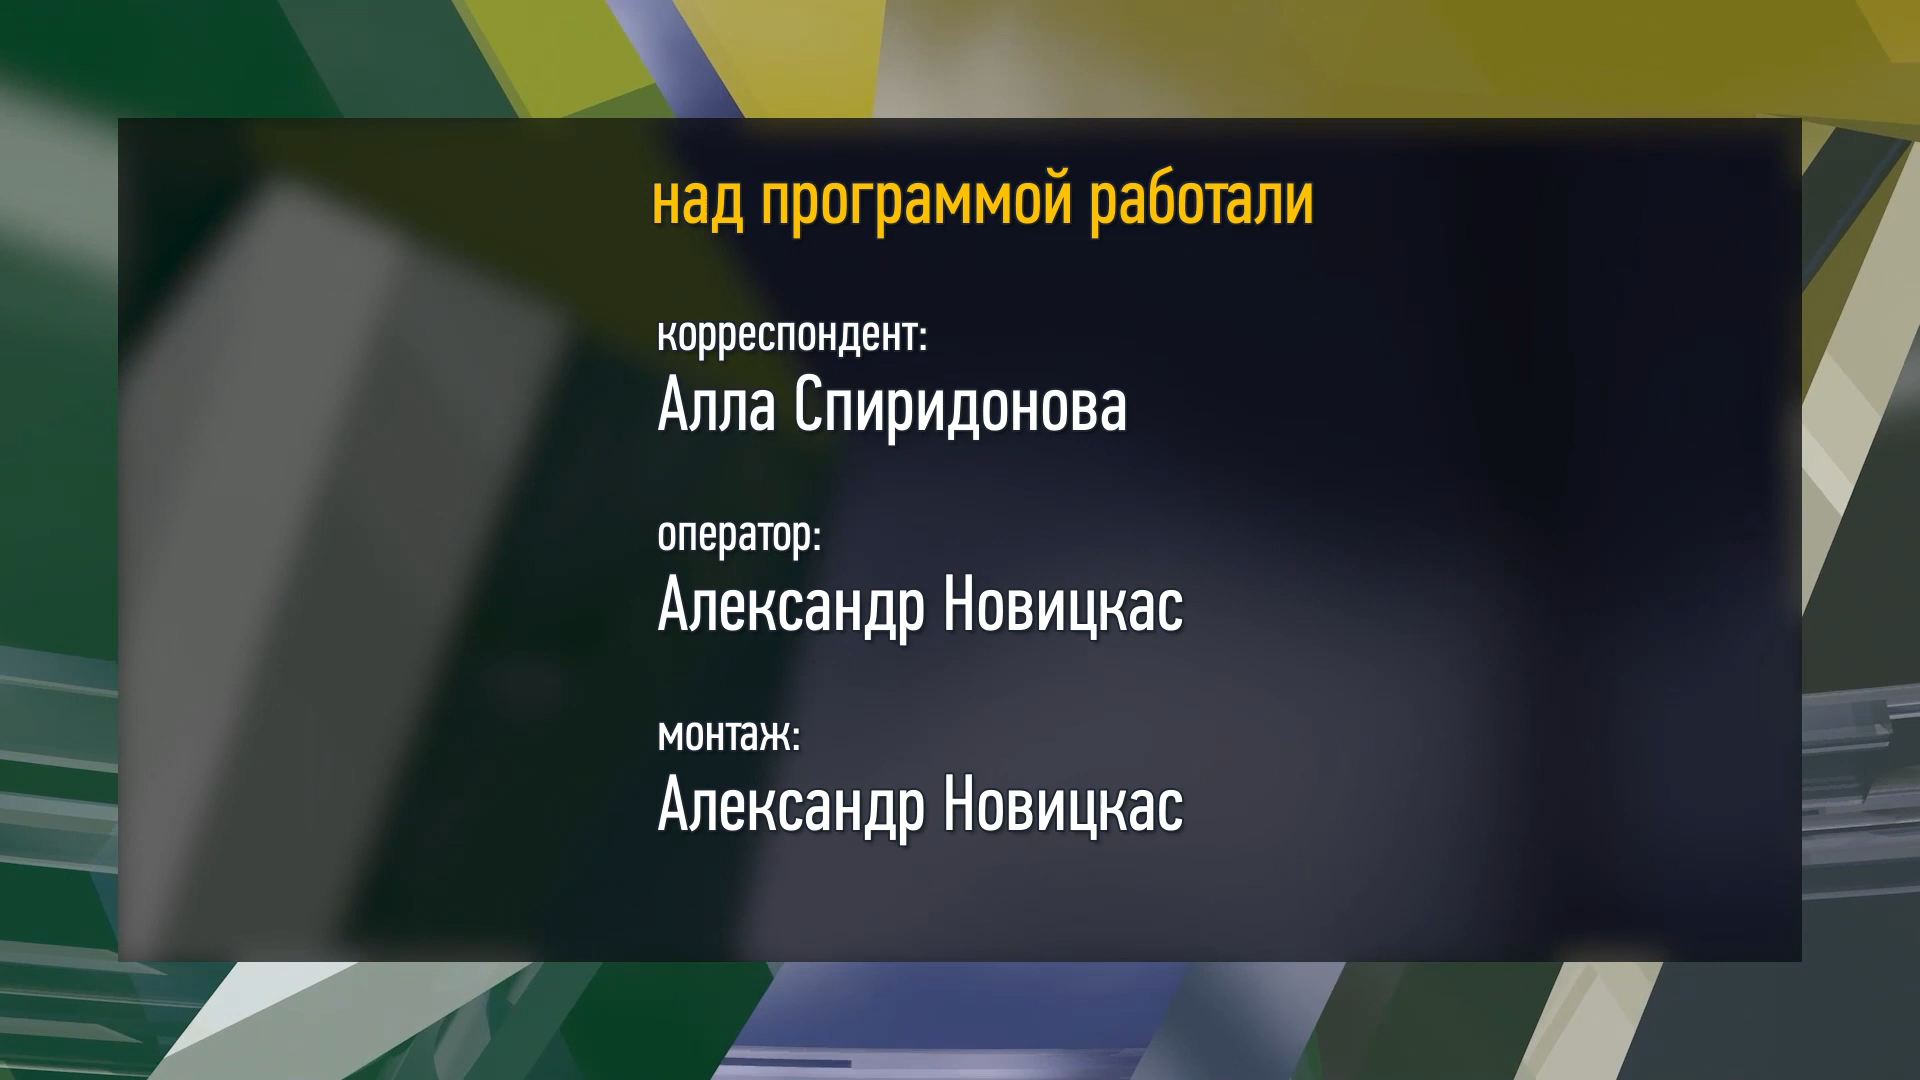 над программой работали
корреспондент:
Алла Спиридонова
оператор:
Александр Новицкас
монтаж:
Александр Новицкас